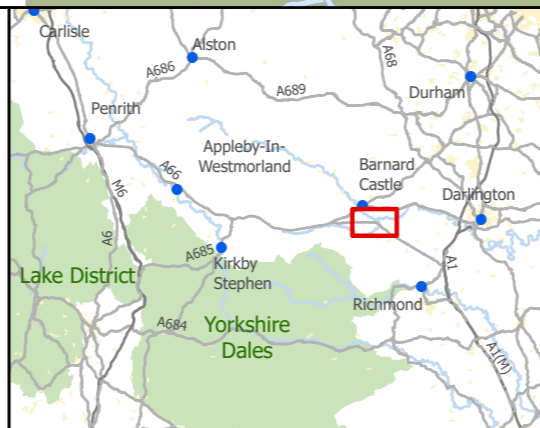 Carlisle
Alston
A686
A68
A689
Durham
Penrith
Appleby-In-
Westmorland
Barnard
Castle
A66
M6
Darlington
A6
A685
Kirkby
Stephen
A1
Lake District
Richmond
A684
Yorkshire
Dales
A1(M)